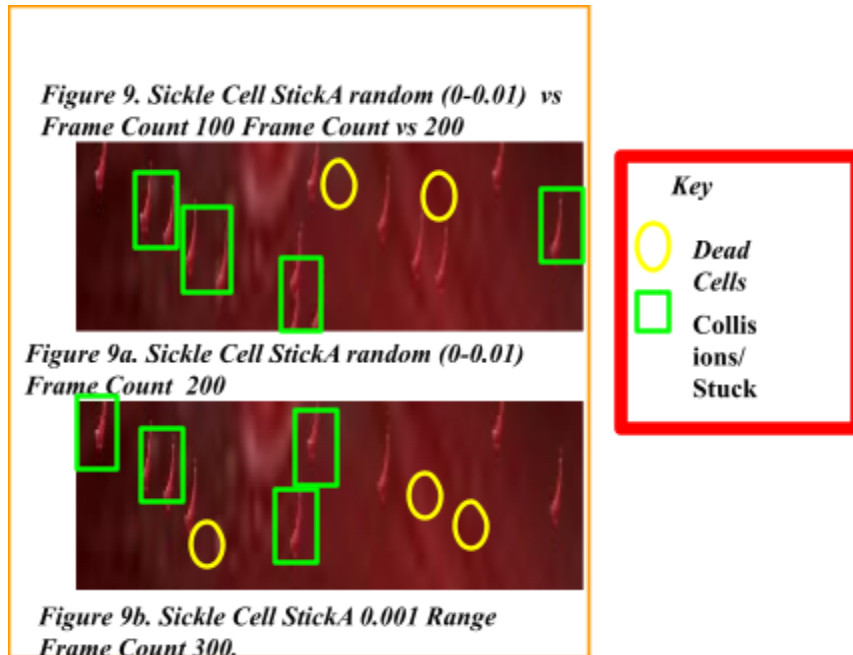 Figure 9. Sickle Cell StickA random (0-0.01) vs
Frame Count 100 Frame Count vs 200
Figure 9a. Sickle Cell StickA random (0-0.01)
Frame Count 200
Figure 9b. Sickle Cell StickA 0.001 Range
Frame Count 300.
Key
Dead
Cells
Collis
ions/
Stuck